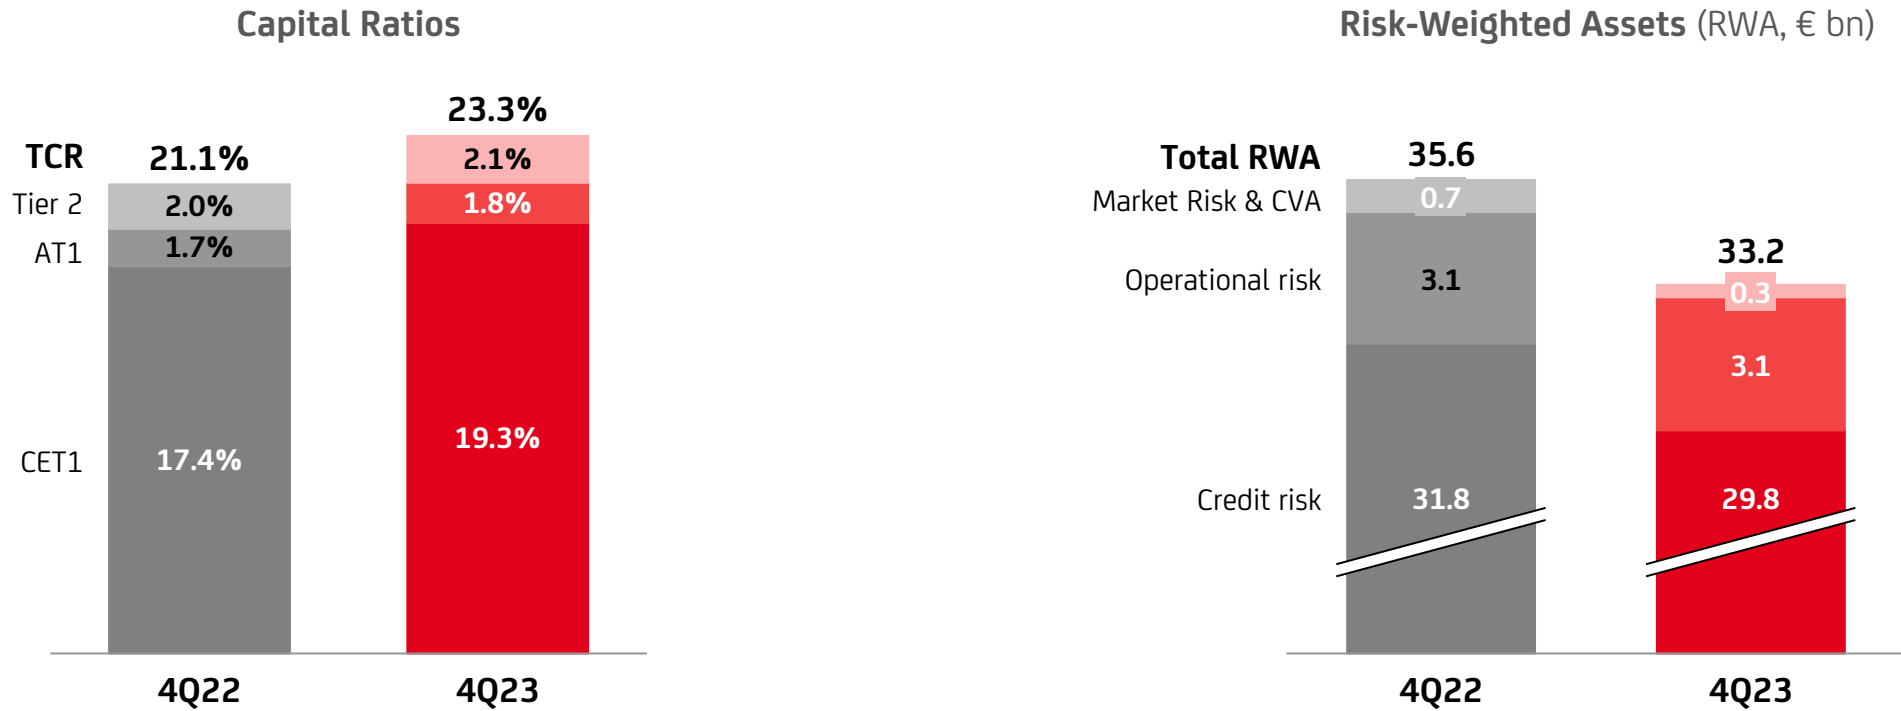 Capital Ratios
23.3%
TCR 21.1% 2.1%
Tier 2 2.0% 1.8%
AT1 1.7%
CET1 17.4% 19.3%
4Q22 4Q23
Risk-Weighted Assets (RWA, € bn)
Total RWA 35.6
Market Risk & CVA 0.7
33.2
Operational risk 3.1 0.3
3.1
Credit risk 31.8 29.8
4Q22 4Q23